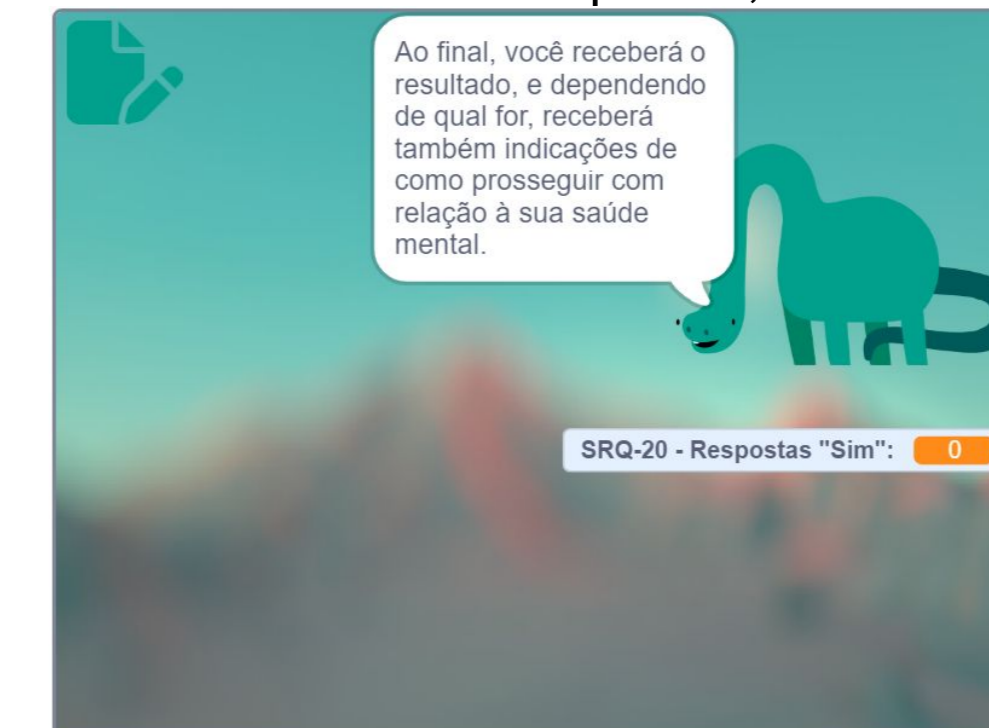 Ao final, você receberá o
resultado, e dependendo
de qual for, receberá
também indicações de
como prosseguir com
relação à sua saúde
mental.
SRQ-20 - Respostas "Sim": 0